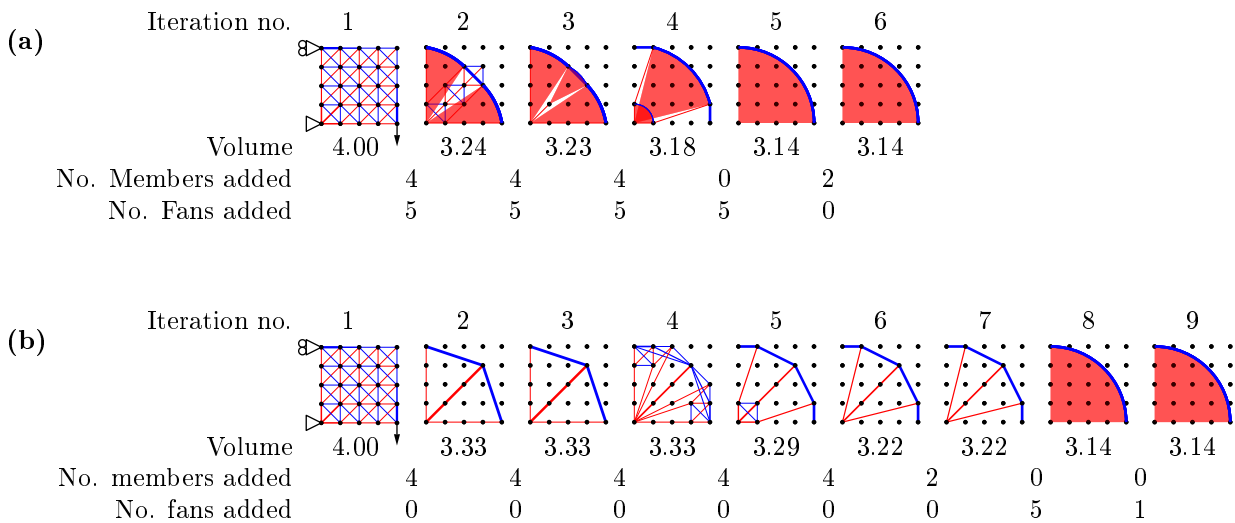 (a)
Iteration no. 1 2 3 4 5 6
Volume 4.00 3.24 3.23 3.18 3.14 3.14
No. Members added 4 4 4 0 2
No. Fans added 5 5 5 5 0
(b)
Iteration no. 1 2 3 4 5 6 7 8 9
Volume 4.00 3.33 3.33 3.33 3.29 3.22 3.22 3.14 3.14
No. members added 4 4 4 4 4 2 0 0
No. fans added 0 0 0 0 0 0 5 1